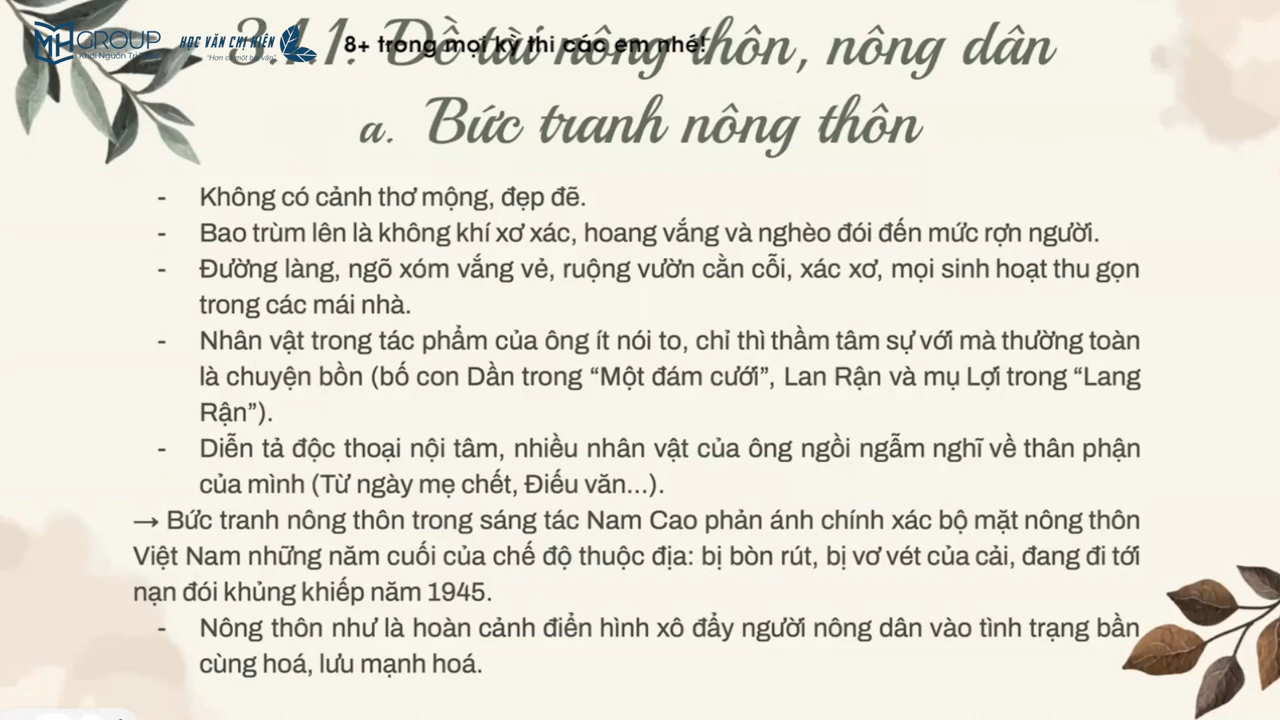 MH GROUP
HỌC VĂN CHỊ HIÊN
8+ trong mọi kỳ thi các em nhé!
3.1.1. Đồ tài nông thôn, nông dân
a. Bức tranh nông thôn
- Không có cảnh thơ mộng, đẹp đẽ.
- Bao trùm lên là không khí xơ xác, hoang vắng và nghèo đói đến mức rợn người.
- Đường làng, ngõ xóm vắng vẻ, ruộng vườn cằn cỗi, xác xơ, mọi sinh hoạt thu gọn
trong các mái nhà.
- Nhân vật trong tác phẩm của ông ít nói to, chỉ thì thầm tâm sự với mà thường toàn
là chuyện bồn (bố con Dần trong “Một đám cưới”, Lan Rận và mụ Lợi trong “Lang
Rận”).
- Diễn tả độc thoại nội tâm, nhiều nhân vật của ông ngồi ngẫm nghĩ về thân phận
của mình (Từ ngày mẹ chết, Điếu văn...).
→ Bức tranh nông thôn trong sáng tác Nam Cao phản ánh chính xác bộ mặt nông thôn
Việt Nam những năm cuối của chế độ thuộc địa: bị bòn rút, bị vơ vét của cải, đang đi tới
nạn đói khủng khiếp năm 1945.
- Nông thôn như là hoàn cảnh điển hình xô đẩy người nông dân vào tình trạng bần
cùng hoá, lưu mạnh hoá.